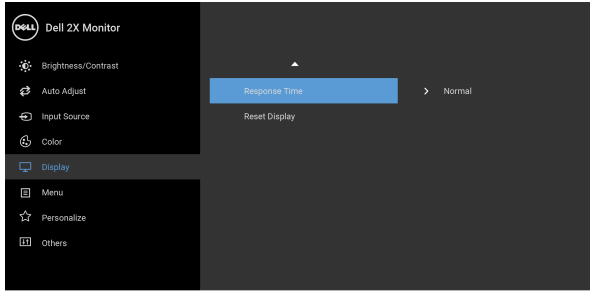 DELL Dell 2X Monitor
Brightness/Contrast
Auto Adjust
Response Time Normal
Input Source
Reset Display
Color
Display
Menu
Personalize
Others